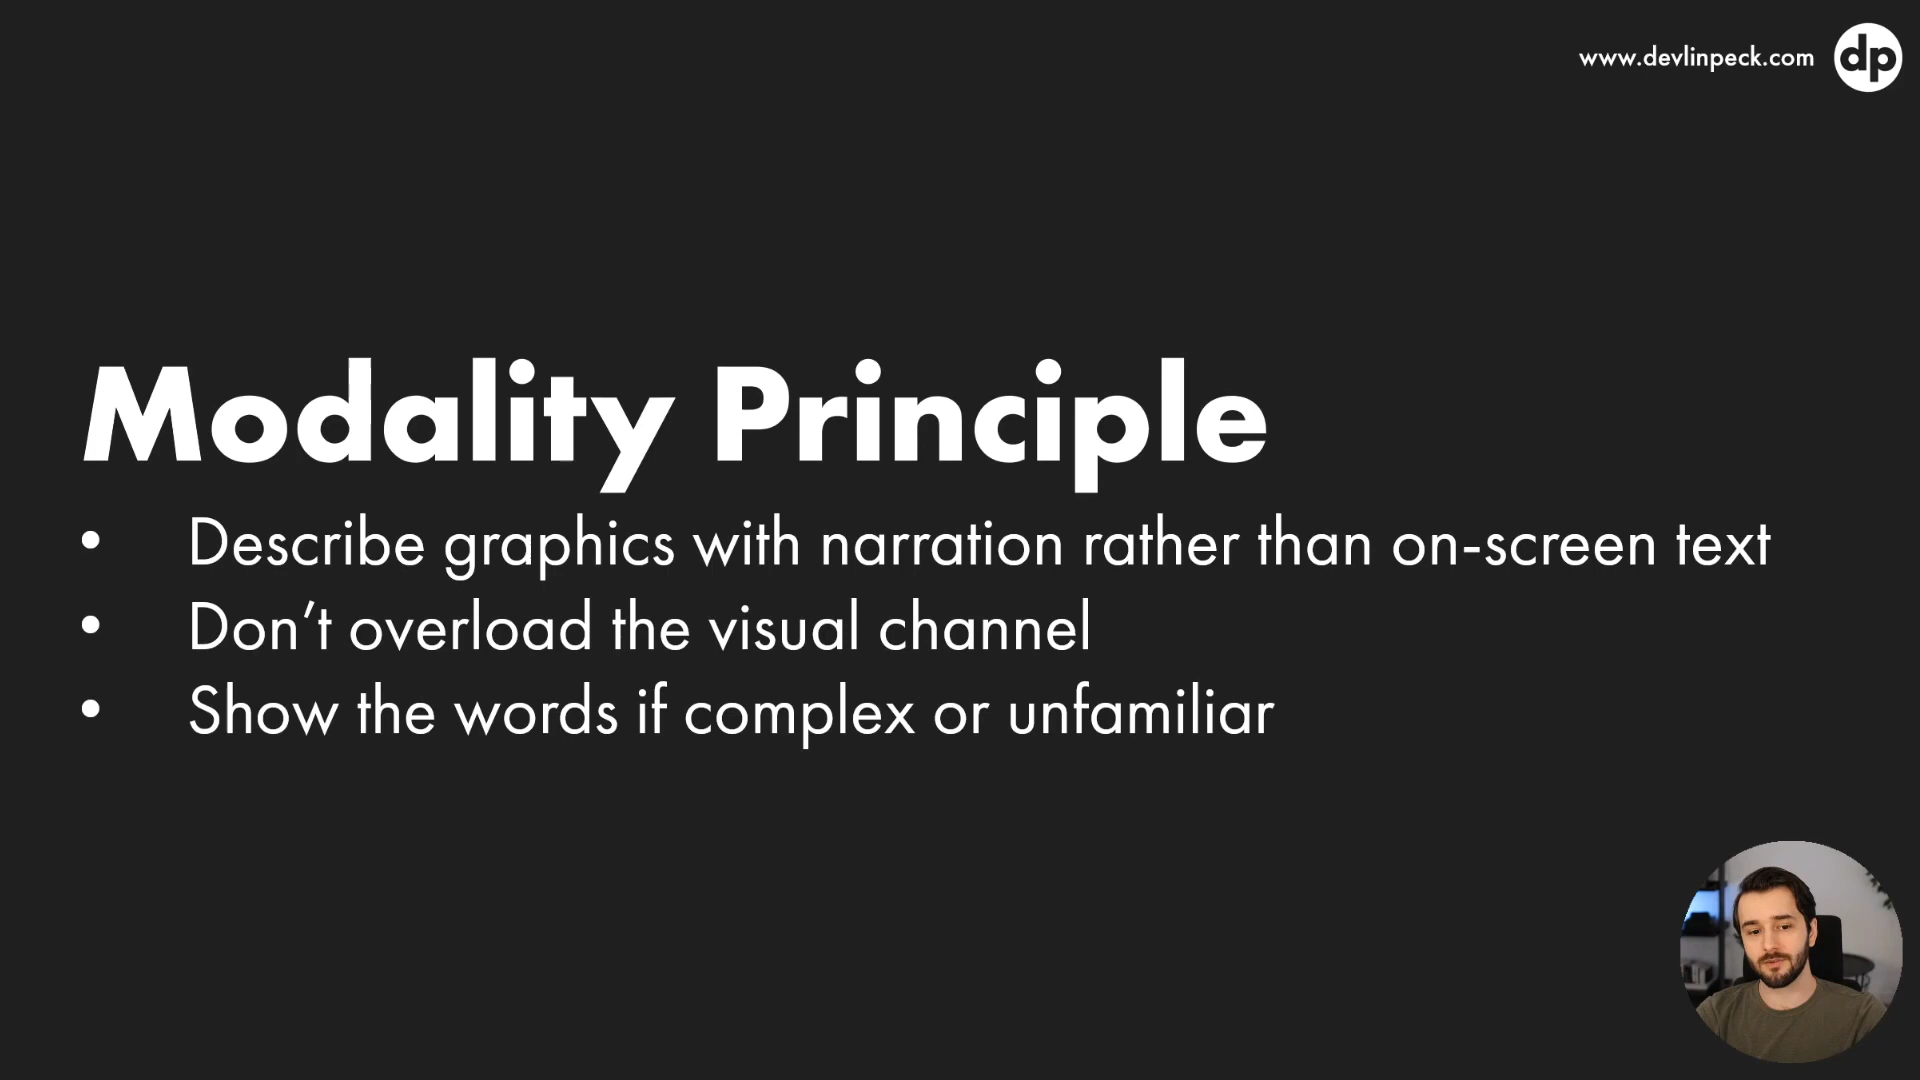 www.devlinpeck.com dp
Modality Principle
• Describe graphics with narration rather than on-screen text
• Don’t overload the visual channel
• Show the words if complex or unfamiliar